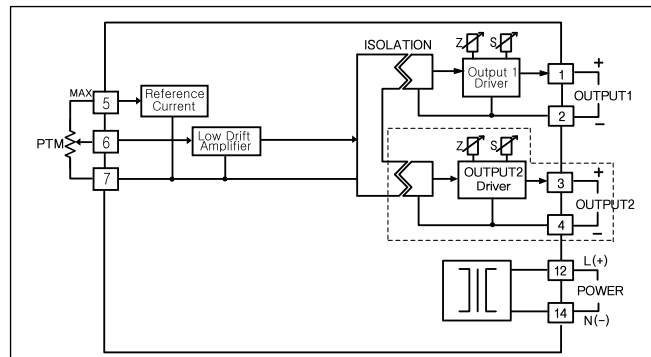 ISOLATION
Z
S
Output 1
Driver
1
+
OUTPUT1
2
−
MAX
5
Reference
Current
PTM
6
Low Drift
Amplifier
7
Z
S
OUTPUT2
Driver
3
+
OUTPUT2
4
−
12
L(+)
POWER
14
N(−)